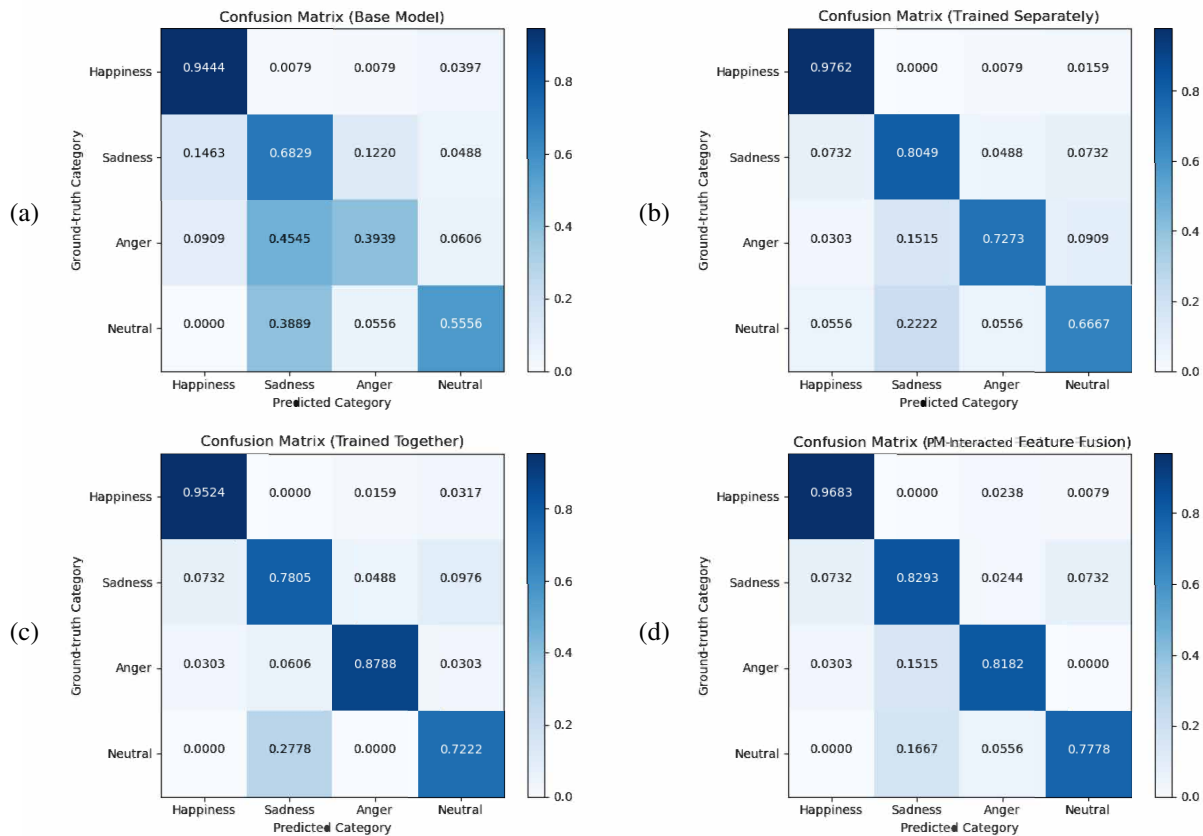 (a)
Confusion Matrix (Base Model)
Ground-truth Category
Happiness 0.9444 0.0079 0.0079 0.0397
Sadness 0.1463 0.6829 0.1220 0.0488
Anger 0.0909 0.4545 0.3939 0.0606
Neutral 0.0000 0.3889 0.0556 0.5556
Happiness Sadness Anger Neutral
Predicted Category
0.8
0.6
0.4
0.2
0.0
(b)
Confusion Matrix (Trained Separately)
Ground-truth Category
Happiness 0.9762 0.0000 0.0079 0.0159
Sadness 0.0732 0.8049 0.0488 0.0732
Anger 0.0303 0.1515 0.7273 0.0909
Neutral 0.0556 0.2222 0.0556 0.6667
Happiness Sadness Anger Neutral
Predicted Category
0.8
0.6
0.4
0.2
0.0
(c)
Confusion Matrix (Trained Together)
Ground-truth Category
Happiness 0.9524 0.0000 0.0159 0.0317
Sadness 0.0732 0.7805 0.0488 0.0976
Anger 0.0303 0.0606 0.8788 0.0303
Neutral 0.0000 0.2778 0.0000 0.7222
Happiness Sadness Anger Neutral
Predicted Category
0.8
0.6
0.4
0.2
0.0
(d)
Confusion Matrix (PM-Interacted Feature Fusion)
Ground-truth Category
Happiness 0.9683 0.0000 0.0238 0.0079
Sadness 0.0732 0.8293 0.0244 0.0732
Anger 0.0303 0.1515 0.8182 0.0000
Neutral 0.0000 0.1667 0.0556 0.7778
Happiness Sadness Anger Neutral
Predicted Category
0.8
0.6
0.4
0.2
0.0